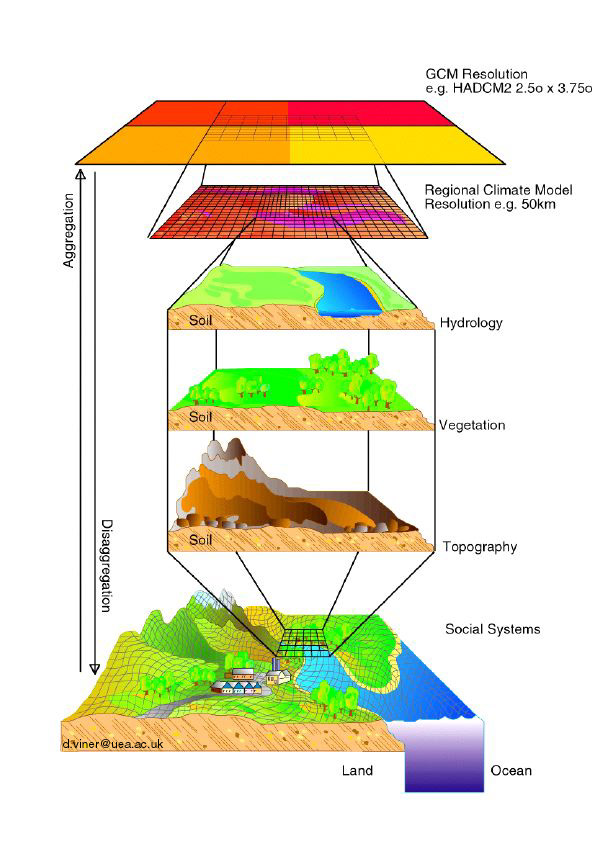 GCM Resolution
e.g. HADCM2 2.5o x 3.75o
Regional Climate Model
Resolution e.g. 50km
Aggregation
Soil
Hydrology
Soil
Vegetation
Soil
Topography
Disaggregation
Social Systems
d.viner@uea.ac.uk
Land
Ocean